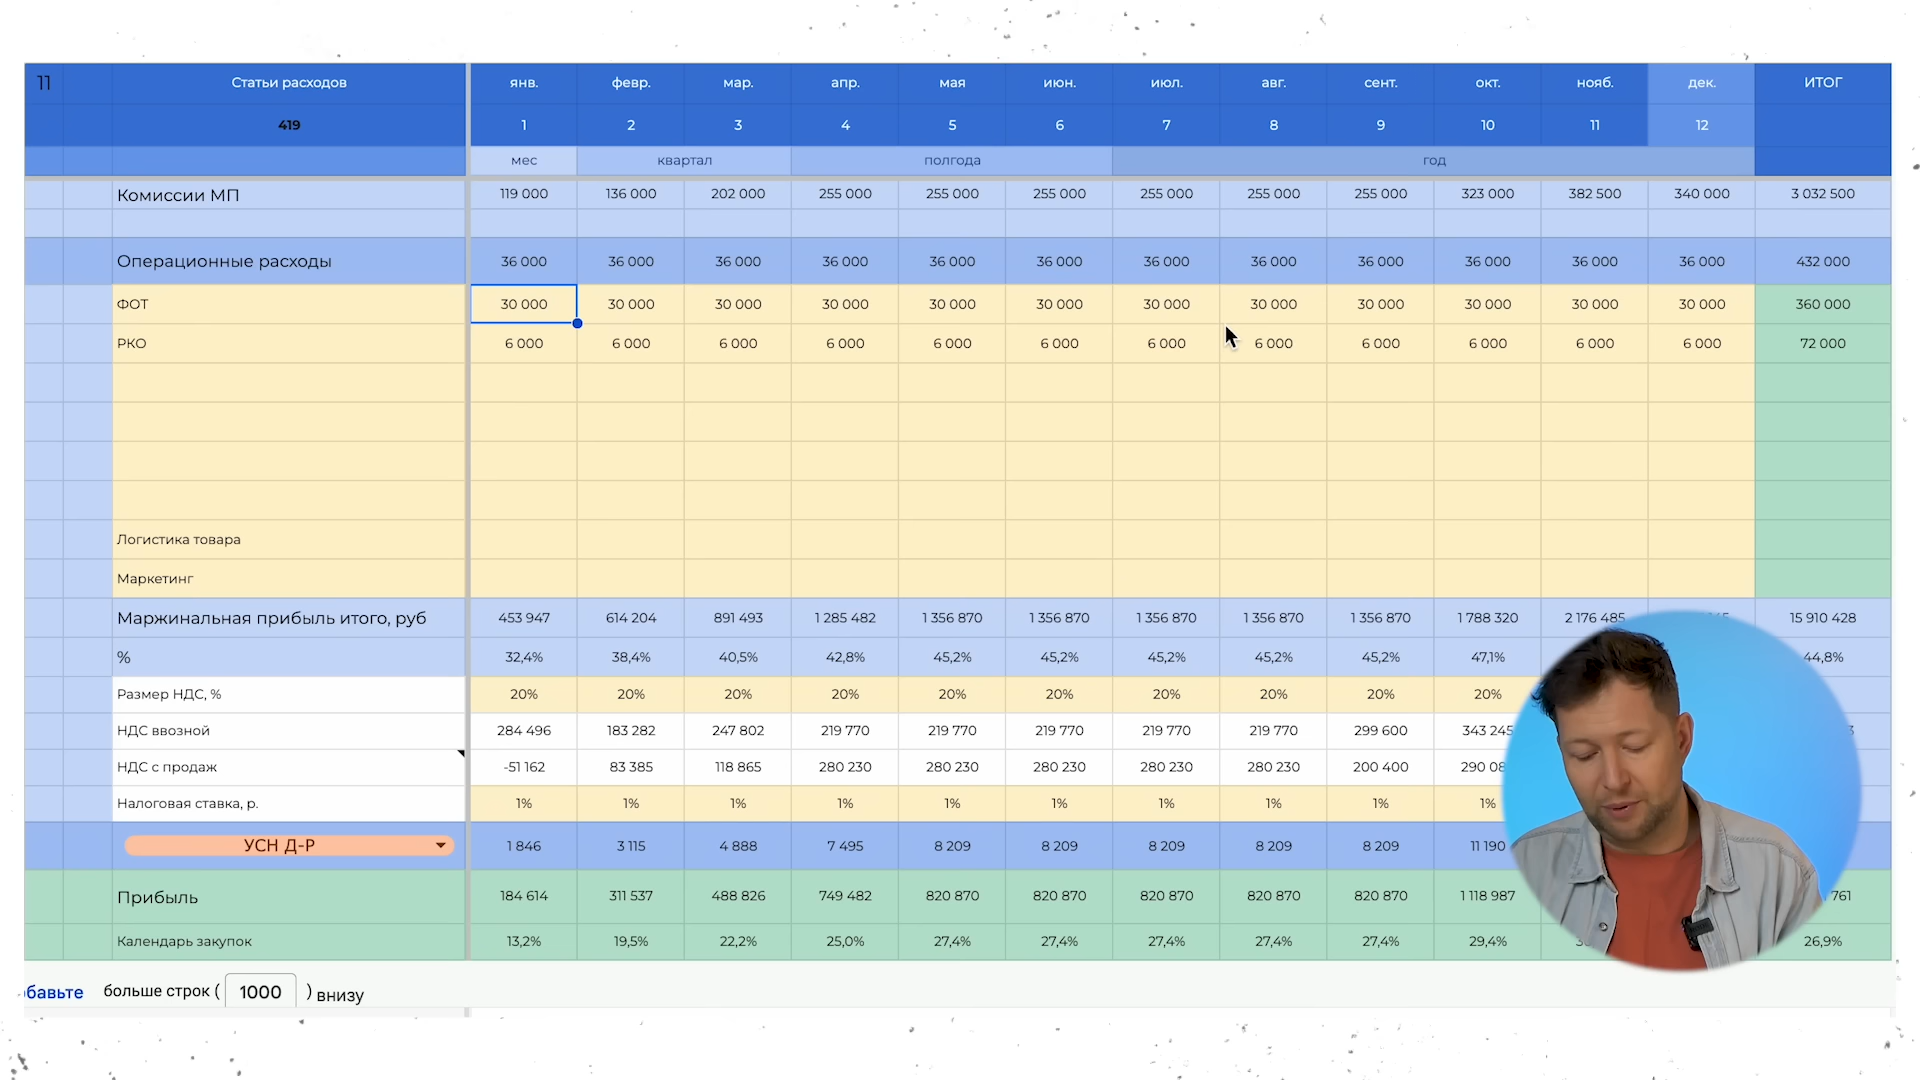 11 Статьи расходов янв. февр. мар. апр. мая июн. июл. авг. сент. окт. нояб. дек. ИТОГ
419 1 2 3 4 5 6 7 8 9 10 11 12
мес квартал полгода год
Комиссии МП 119 000 136 000 202 000 255 000 255 000 255 000 255 000 255 000 255 000 323 000 382 500 340 000 3 032 500
Операционные расходы 36 000 36 000 36 000 36 000 36 000 36 000 36 000 36 000 36 000 36 000 36 000 36 000 432 000
ФОТ 30 000 30 000 30 000 30 000 30 000 30 000 30 000 30 000 30 000 30 000 30 000 30 000 360 000
РКО 6 000 6 000 6 000 6 000 6 000 6 000 6 000 6 000 6 000 6 000 6 000 6 000 72 000
Логистика товара
Маркетинг
Маржинальная прибыль итого, руб 453 947 614 204 891 493 1 285 482 1 356 870 1 356 870 1 356 870 1 356 870 1 356 870 1 788 320 2 176 485 15 910 428
% 32,4% 38,4% 40,5% 42,8% 45,2% 45,2% 45,2% 45,2% 45,2% 47,1% 44,8%
Размер НДС, % 20% 20% 20% 20% 20% 20% 20% 20% 20% 20%
НДС ввозной 284 496 183 282 247 802 219 770 219 770 219 770 219 770 219 770 299 600 343 245
НДС с продаж -51 162 83 385 118 865 280 230 280 230 280 230 280 230 280 230 200 400 290 08
Налоговая ставка, р. 1% 1% 1% 1% 1% 1% 1% 1% 1% 1%
УСН Д-Р 1 846 3 115 4 888 7 495 8 209 8 209 8 209 8 209 8 209 11 190
Прибыль 184 614 311 537 488 826 749 482 820 870 820 870 820 870 820 870 820 870 1 118 987 761
Календарь закупок 13,2% 19,5% 22,2% 25,0% 27,4% 27,4% 27,4% 27,4% 27,4% 29,4% 26,9%
бавьте больше строк ( 1000 ) внизу